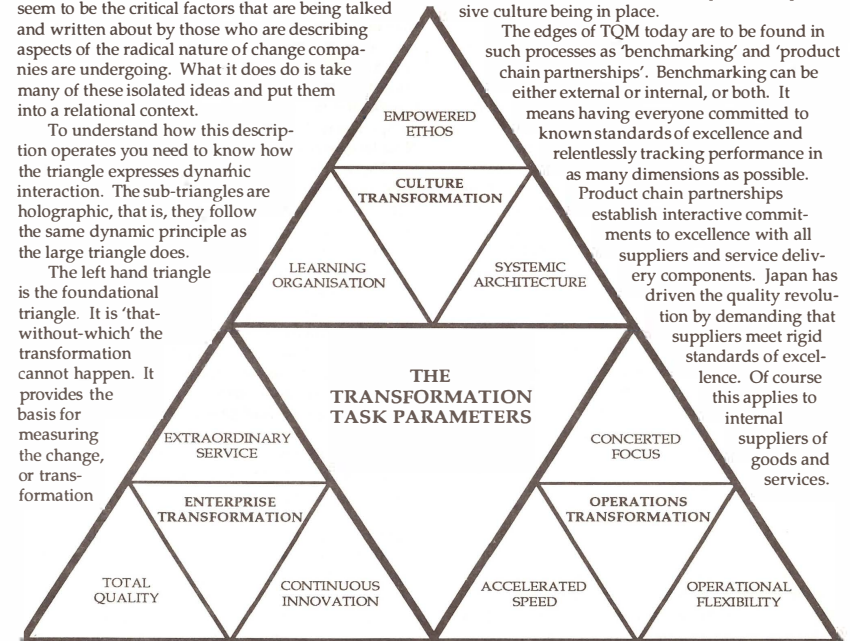 seem to be the critical factors that are being talked
and written about by those who are describing
aspects of the radical nature of change compa-
nies are undergoing. What it does do is take
many of these isolated ideas and put them
into a relational context.
To understand how this descrip-
tion operates you need to know how
the triangle expresses dynamic
interaction. The sub-triangles are
holographic, that is, they follow
the same dynamic principle as
the large triangle does.
The left hand triangle
is the foundational
triangle. It is 'that-
without-which' the
transformation
cannot happen. It
provides the
basis for
measuring
the change,
or trans-
formation
sive culture being in place.
The edges of TQM today are to be found in
such processes as 'benchmarking' and 'product
chain partnerships'. Benchmarking can be
either external or internal, or both. It
means having everyone committed to
known standards of excellence and
relentlessly tracking performance in
as many dimensions as possible.
Product chain partnerships
establish interactive commit-
ments to excellence with all
suppliers and service deliv-
ery components. Japan has
driven the quality revolu-
tion by demanding that
suppliers meet rigid
standards of excel-
lence. Of course
this applies to
internal
suppliers of
goods and
services.
EMPOWERED
ETHOS
CULTURE
TRANSFORMATION
LEARNING
ORGANISATION
SYSTEMIC
ARCHITECTURE
THE
TRANSFORMATION
TASK PARAMETERS
EXTRAORDINARY
SERVICE
ENTERPRISE
TRANSFORMATION
TOTAL
QUALITY
CONTINUOUS
INNOVATION
CONCERTED
FOCUS
OPERATIONS
TRANSFORMATION
ACCELERATED
SPEED
OPERATIONAL
FLEXIBILITY